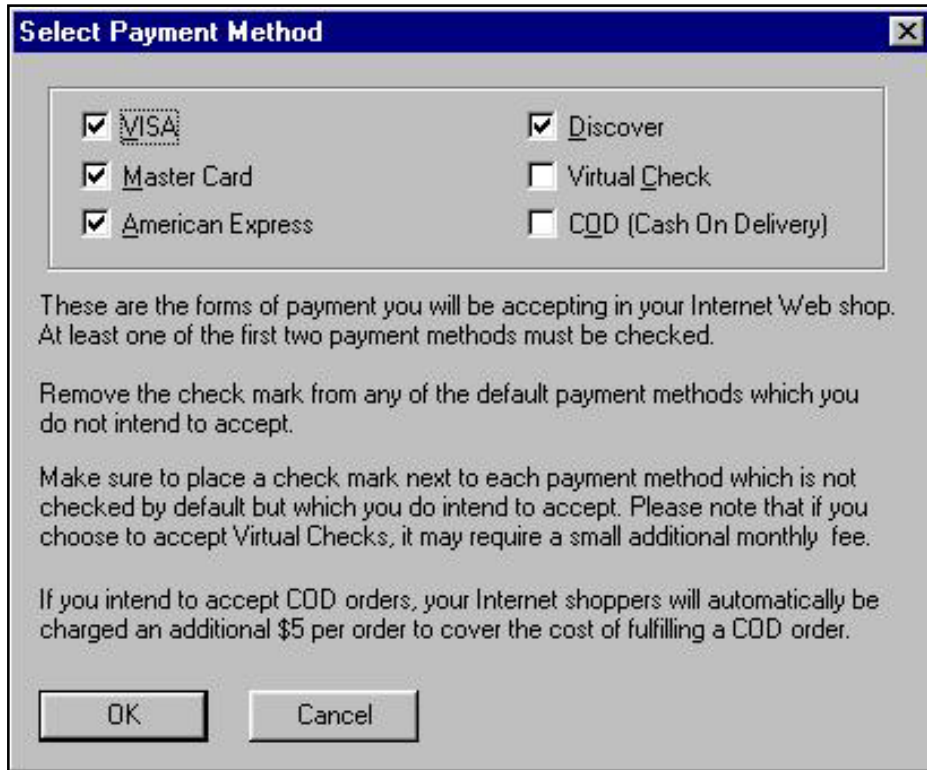 Select Payment Method
VISA
Discover
Master Card
Virtual Check
American Express
COD (Cash On Delivery)
These are the forms of payment you will be accepting in your Internet Web shop.
At least one of the first two payment methods must be checked.
Remove the check mark from any of the default payment methods which you
do not intend to accept.
Make sure to place a check mark next to each payment method which is not
checked by default but which you do intend to accept. Please note that if you
choose to accept Virtual Checks, it may require a small additional monthly  fee.
If you intend to accept COD orders, your Internet shoppers will automatically be
charged an additional $5 per order to cover the cost of fulfilling a COD order.
OK
Cancel